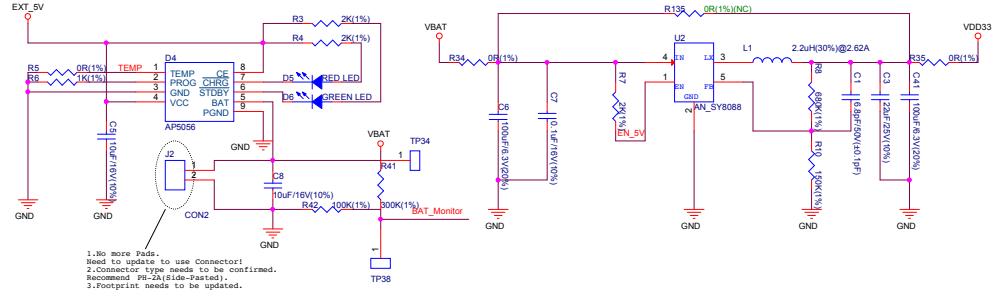 EXT_5V
R3
2K(1%)
R4
2K(1%)
D4
R5
0R(1%)
TEMP
R6
1K(1%)
1
2
3
4
TEMP
PROG
GND
VCC
CE
CHRG
STDBY
BAT
PGND
8
7
6
5
9
AP5056
D5
RED LED
D6
GREEN LED
GND
C51
10uF/16V(10%)
J2
1
2
CON2
C8
10uF/16V(10%)
VBAT
1
TP34
R41
300K(1%)
R42
100K(1%)
BAT_Monitor
1
TP38
GND
GND
GND
1.No more Pads.
Need to update to use Connector!
2.Connector type needs to be confirmed.
Recommend PH-2A(Side-Pasted).
3.Footprint needs to be updated.
R135
0R(1%)(NC)
VBAT
R34
0R(1%)
C6
100uF/6.3V(20%)
C7
0.1uF/16V(10%)
R7
2K(1%)
EN_5V
U2
4
IN
LX
3
1
EN
FB
5
GND
2
AN_SY8088
L1
2.2uH(30%)@2.62A
R8
680K(1%)
C1
6.8pF/50V(±0.1pF)
C3
22uF/25V(10%)
C41
100uF/6.3V(20%)
R10
150K(1%)
R35
0R(1%)
VDD33
GND
GND
GND
GND